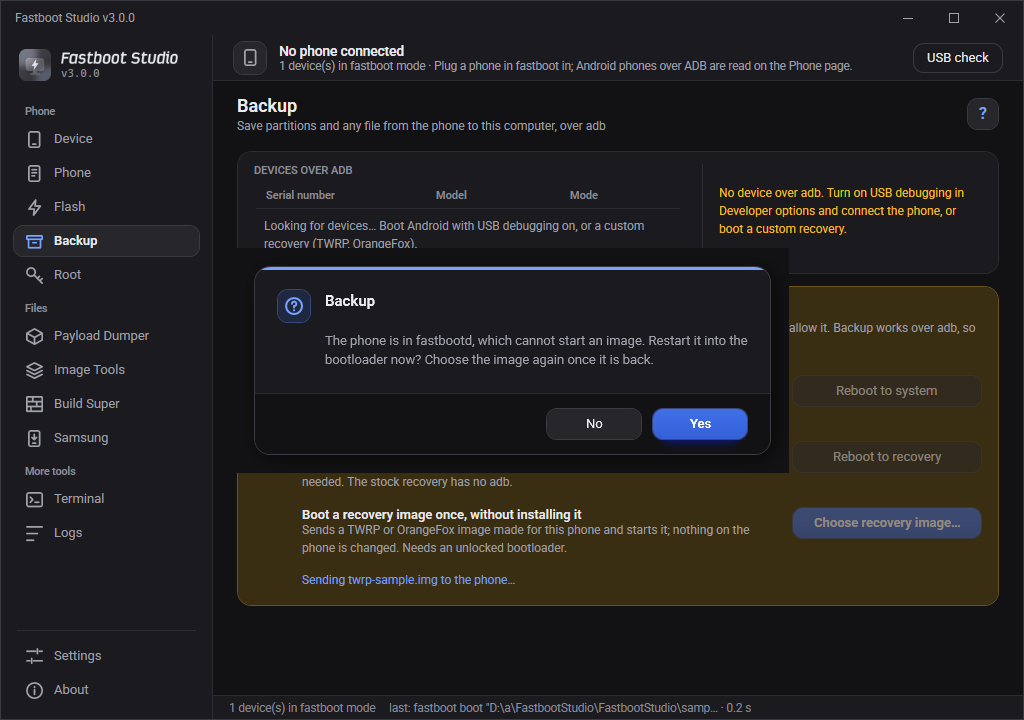 Fastboot Studio v3.0.0
Fastboot Studio
v3.0.0
Phone
Device
Phone
Flash
Backup
Root
Files
Payload Dumper
Image Tools
Build Super
Samsung
More tools
Terminal
Logs
Settings
About
No phone connected
1 device(s) in fastboot mode · Plug a phone in fastboot in; Android phones over ADB are read on the Phone page.
USB check
Backup
Save partitions and any file from the phone to this computer, over adb
?
DEVICES OVER ADB
Serial number Model Mode
Looking for devices... Boot Android with USB debugging on, or a custom
recovery (TWRP, OrangeFox).
No device over adb. Turn on USB debugging in
Developer options and connect the phone, or
boot a custom recovery.
allow it. Backup works over adb, so
Backup
The phone is in fastbootd, which cannot start an image. Restart it into the
bootloader now? Choose the image again once it is back.
No
Yes
Reboot to system
Reboot to recovery
needed. The stock recovery has no adb.
Boot a recovery image once, without installing it
Sends a TWRP or OrangeFox image made for this phone and starts it; nothing on the
phone is changed. Needs an unlocked bootloader.
Choose recovery image...
Sending twrp-sample.img to the phone...
1 device(s) in fastboot mode last: fastboot boot "D:\a\FastbootStudio\FastbootStudio\samp... · 0.2 s